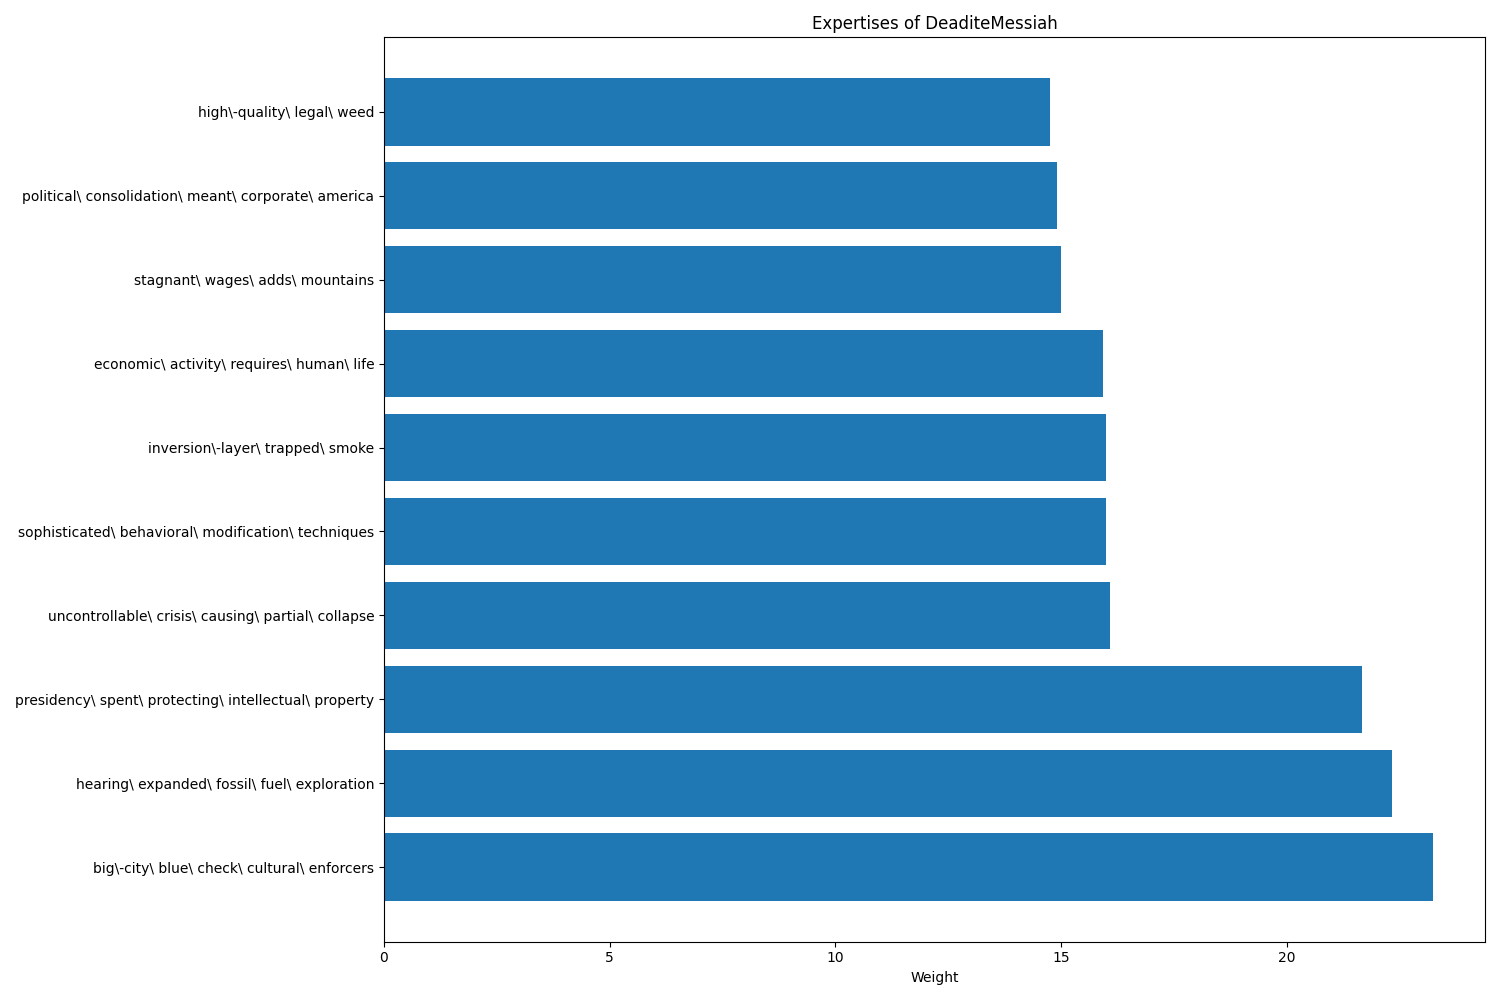 Expertises of DeaditeMessiah
high\-quality\ legal\ weed
political\ consolidation\ meant\ corporate\ america
stagnant\ wages\ adds\ mountains
economic\ activity\ requires\ human\ life
inversion\-layer\ trapped\ smoke
sophisticated\ behavioral\ modification\ techniques
uncontrollable\ crisis\ causing\ partial\ collapse
presidency\ spent\ protecting\ intellectual\ property
hearing\ expanded\ fossil\ fuel\ exploration
big\-city\ blue\ check\ cultural\ enforcers
0 5 10 15 20
Weight